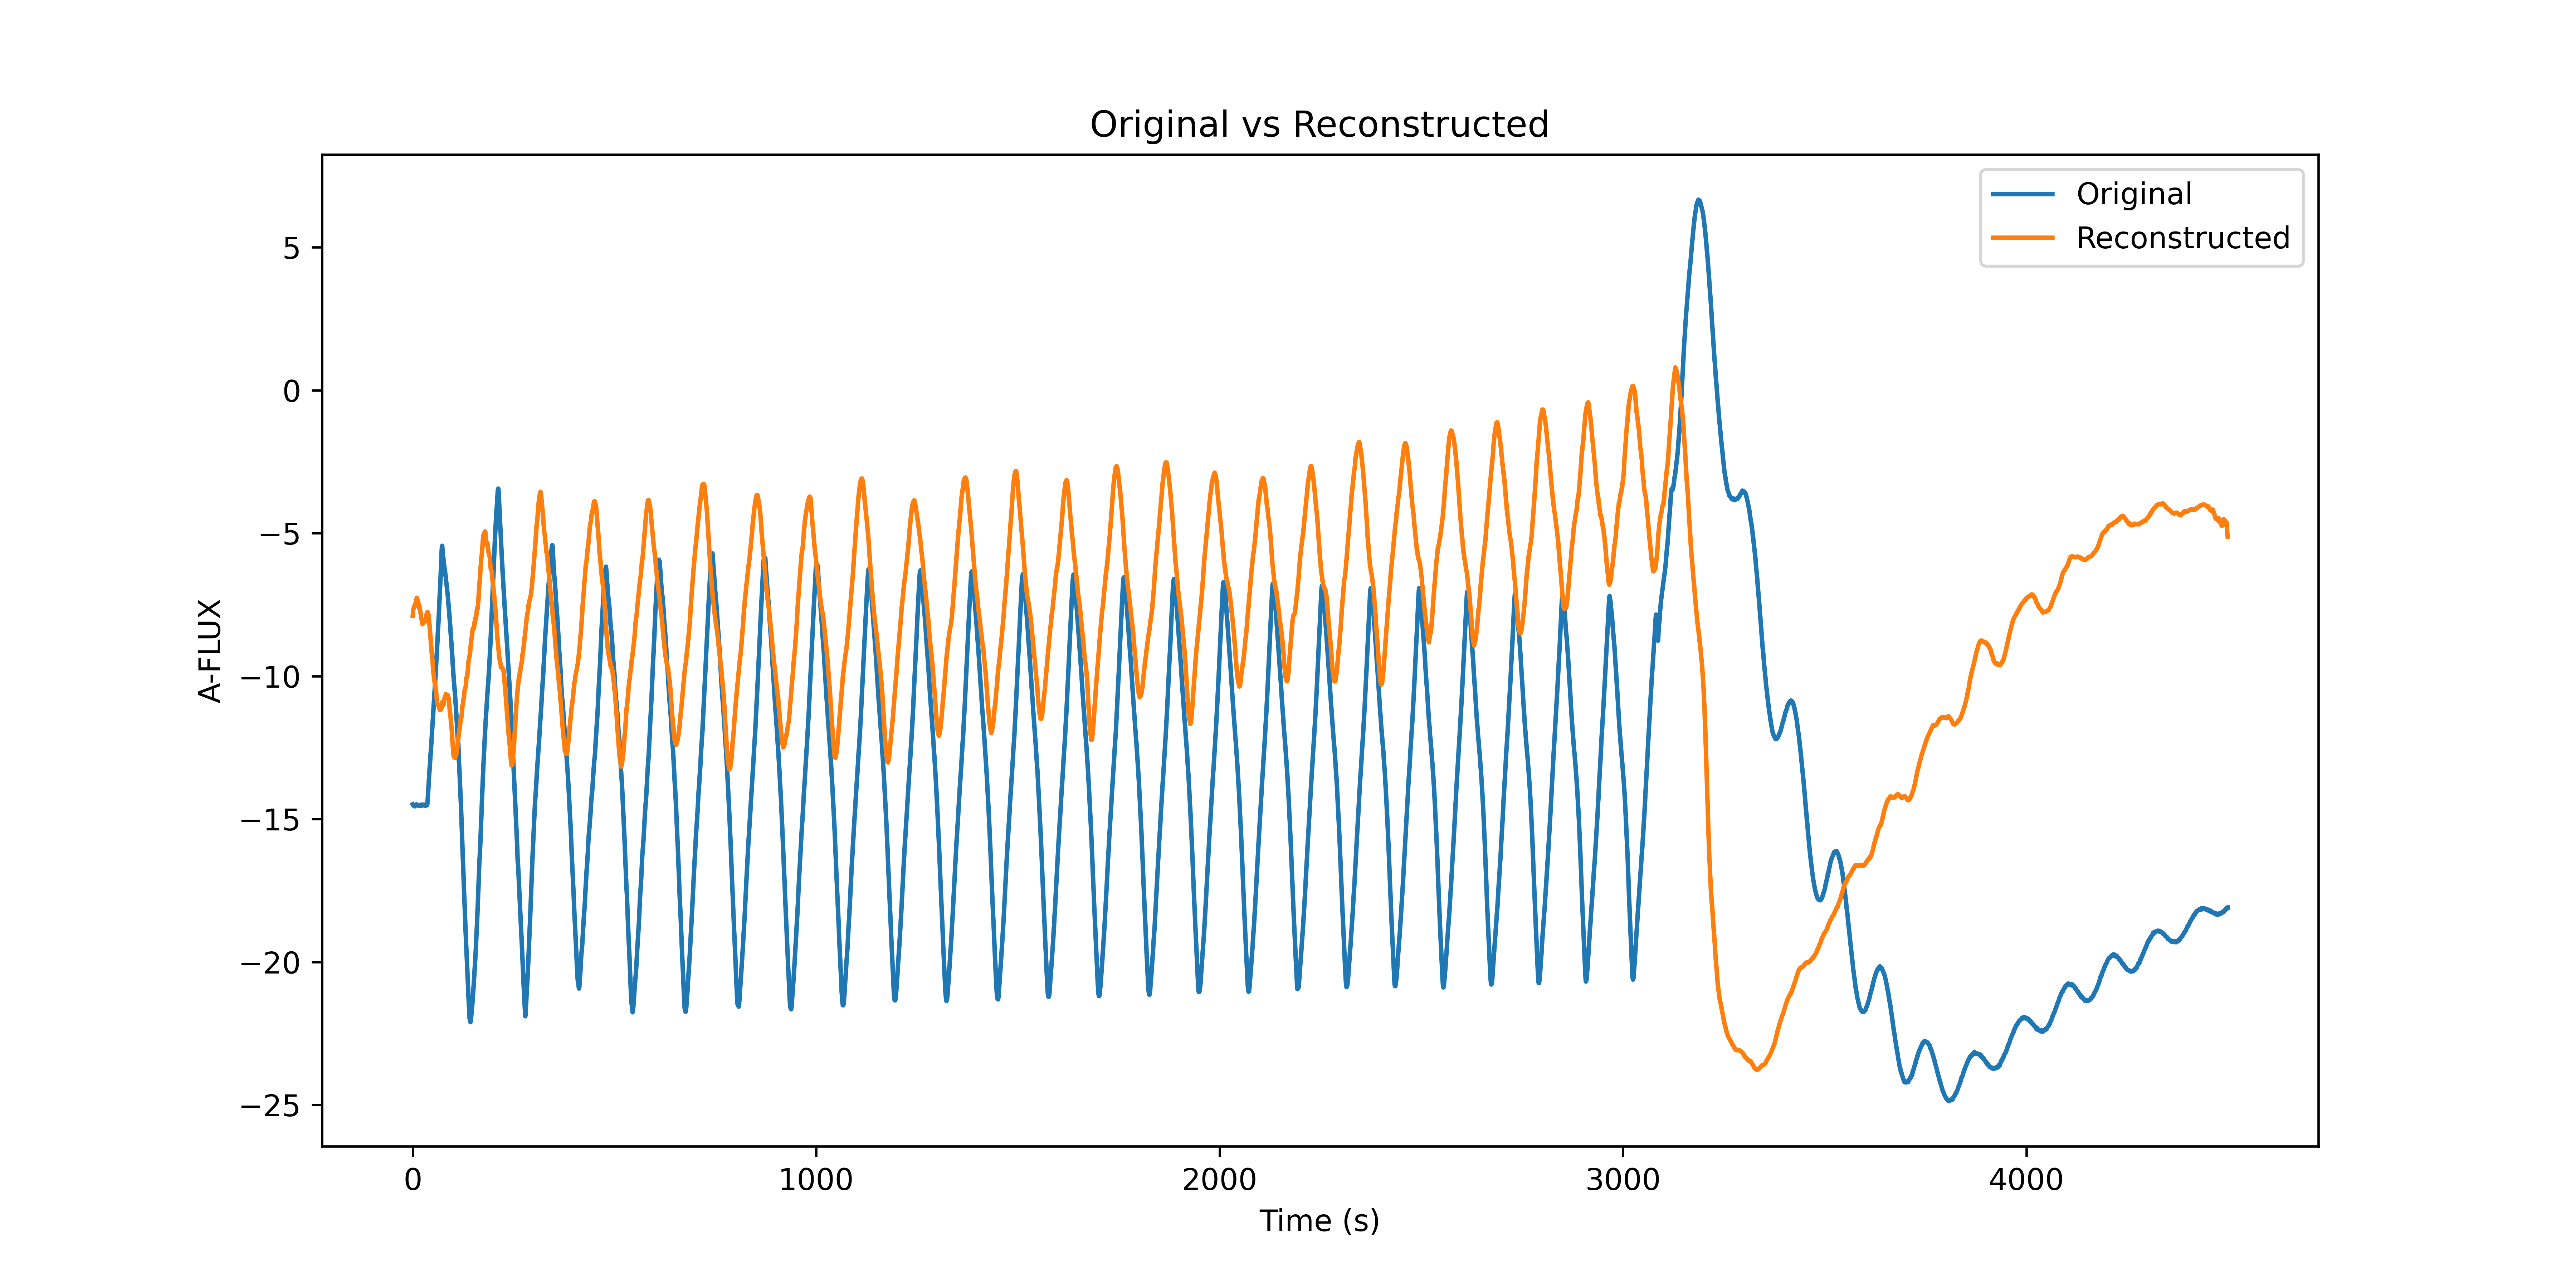 Original vs Reconstructed
Original
Reconstructed
A-FLUX
5
0
−5
−10
−15
−20
−25
0 1000 2000 3000 4000
Time (s)